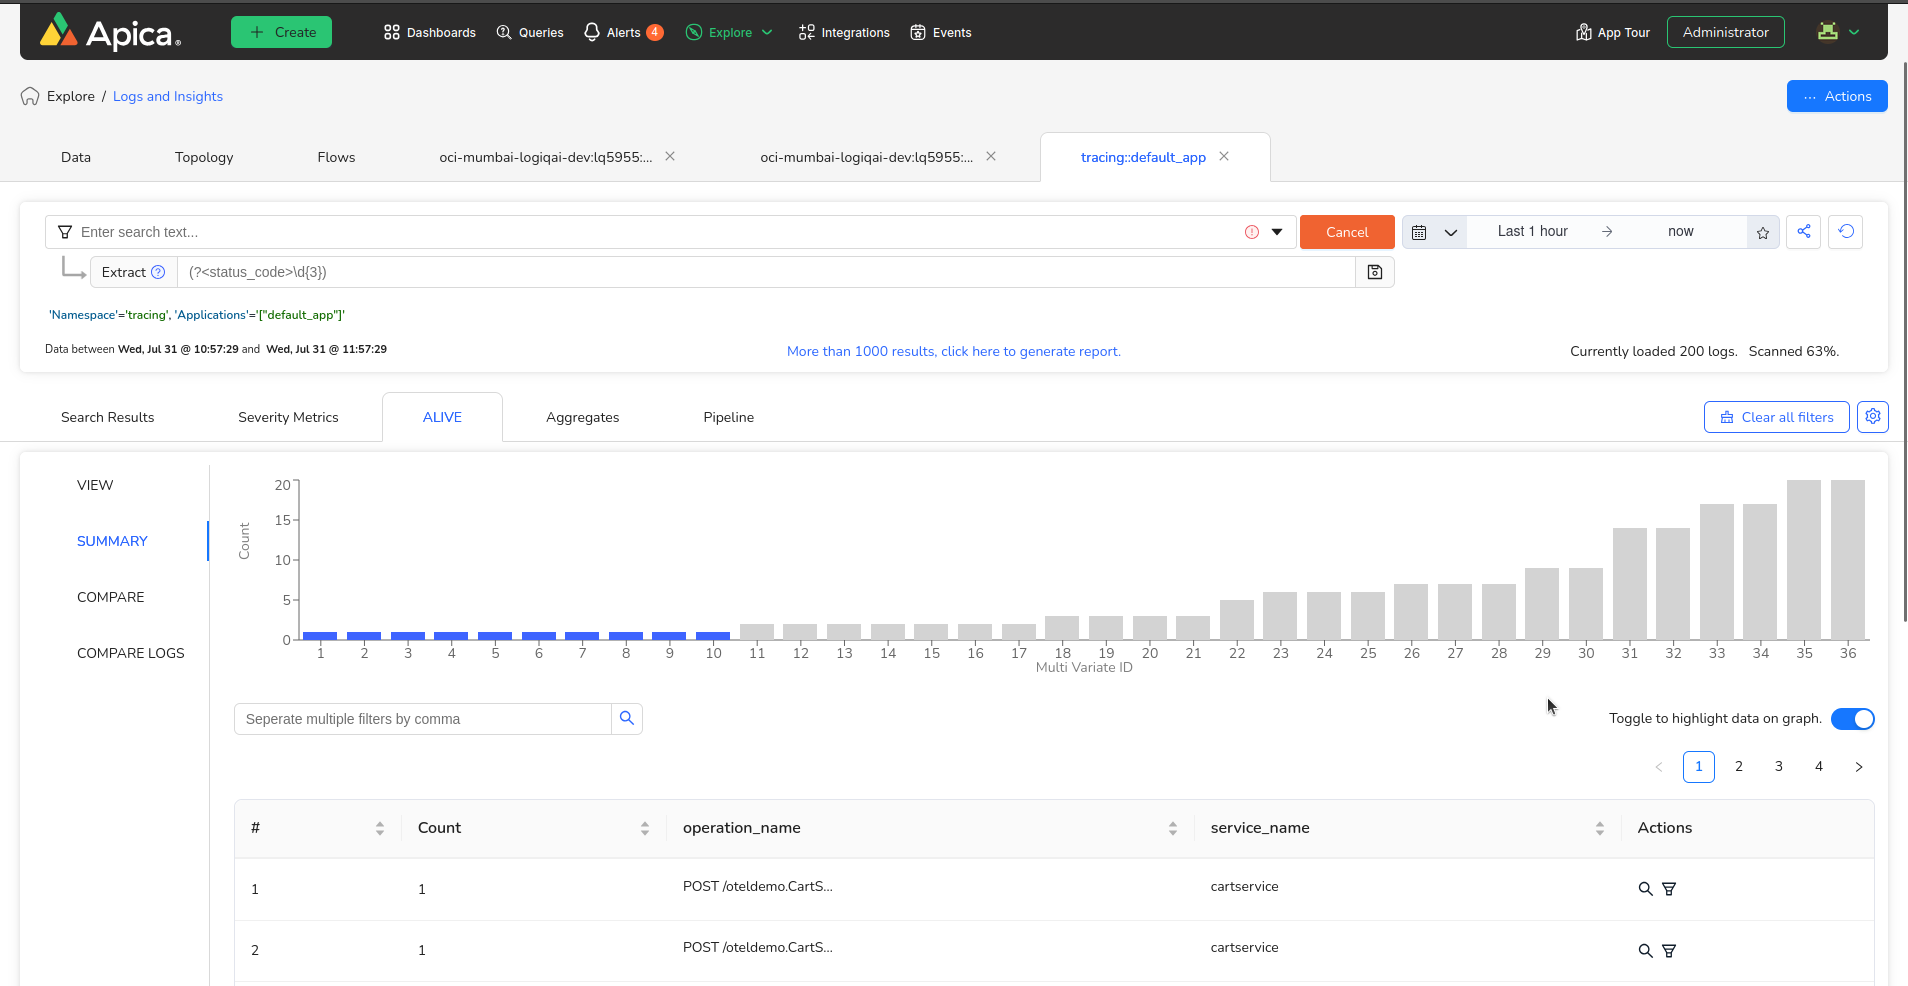 Apica®
Create
Dashboards
Queries
Alerts 4
Explore
Integrations
Events
App Tour
Administrator
Explore / Logs and Insights
··· Actions
Data
Topology
Flows
oci-mumbai-logiqai-dev:lq5955:...
oci-mumbai-logiqai-dev:lq5955:...
tracing::default_app
Enter search text...
Cancel
Last 1 hour → now
Extract
(?<status_code>\d{3})
'Namespace'='tracing', 'Applications'='["default_app"]'
Data between Wed, Jul 31 @ 10:57:29 and Wed, Jul 31 @ 11:57:29
More than 1000 results, click here to generate report.
Currently loaded 200 logs. Scanned 63%.
Search Results
Severity Metrics
ALIVE
Aggregates
Pipeline
Clear all filters
VIEW
SUMMARY
COMPARE
COMPARE LOGS
Count
20
15
10
5
0
1 2 3 4 5 6 7 8 9 10 11 12 13 14 15 16 17 18 19 20 21 22 23 24 25 26 27 28 29 30 31 32 33 34 35 36
Multi Variate ID
Seperate multiple filters by comma
Toggle to highlight data on graph.
< 1 2 3 4 >
# Count operation_name service_name Actions
1 1 POST /oteldemo.CartS... cartservice
2 1 POST /oteldemo.CartS... cartservice